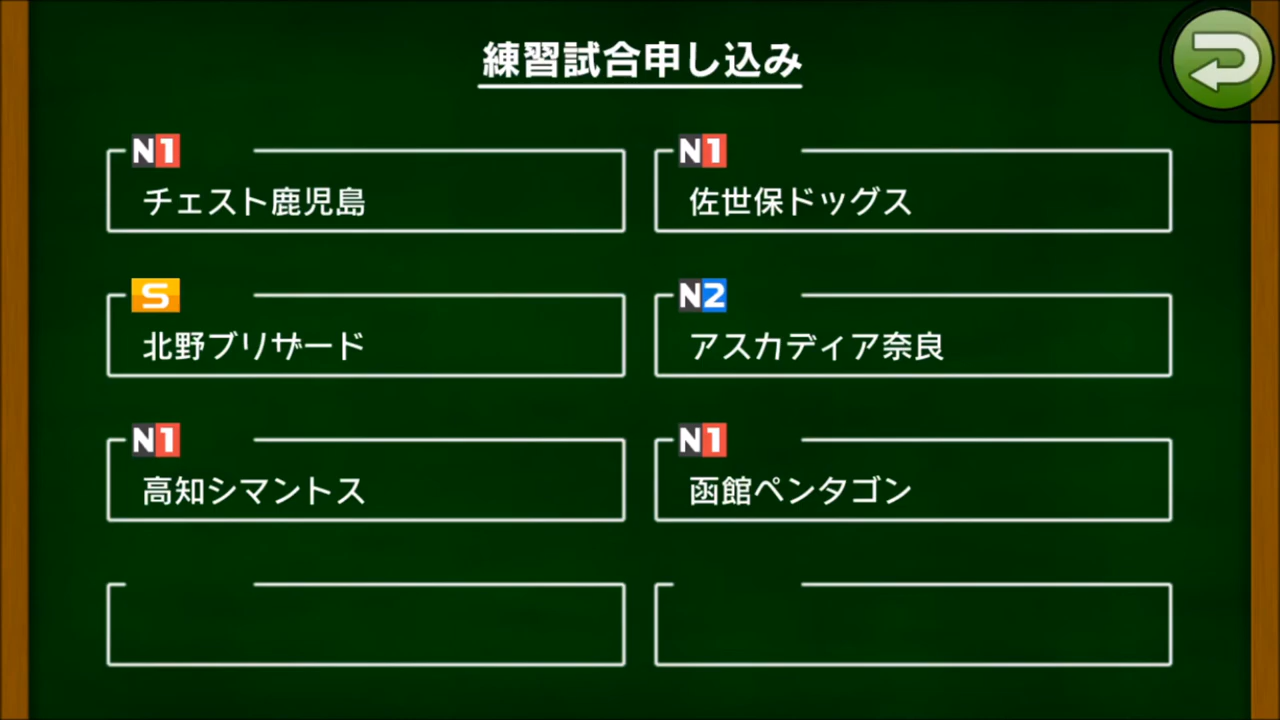 練習試合申し込み
N1
チェスト鹿児島
N1
佐世保ドッグス
S
北野ブリザード
N2
アスカディア奈良
N1
高知シマントス
N1
函館ペンタゴン